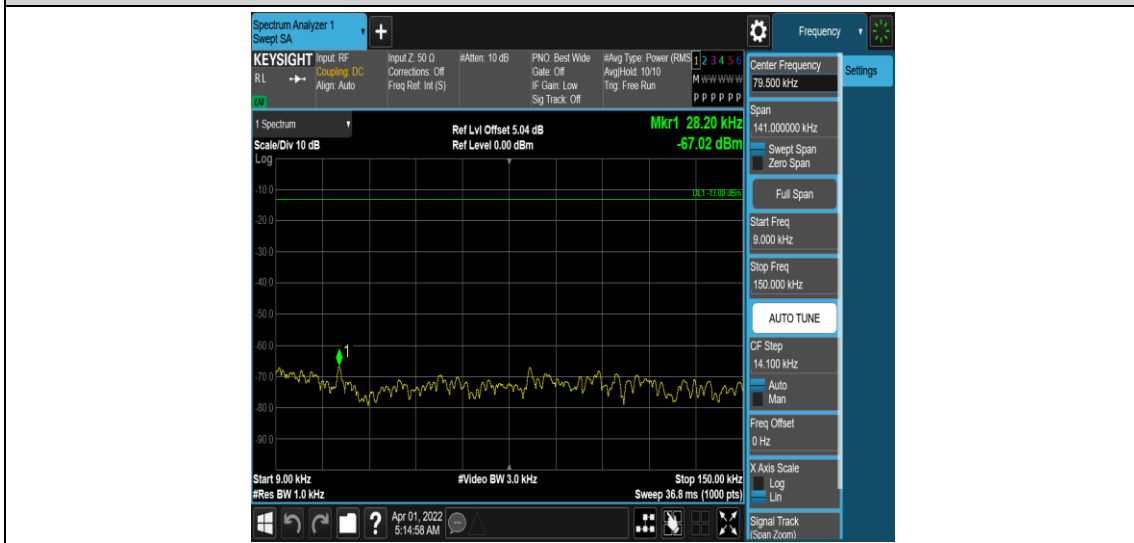 Spectrum Analyzer 1
Swept SA
+
Frequency
KEYSIGHT
RL
LXI
Input: RF
Coupling: DC
Align: Auto
Input Z: 50 Ω
Corrections: Off
Freq Ref: Int (S)
#Atten: 10 dB
PNO: Best Wide
Gate: Off
IF Gain: Low
Sig Track: Off
#Avg Type: Power (RMS
Avg|Hold: 10/10
Trig: Free Run
1 2 3 4 5 6
M W W W W W
P P P P P P
Center Frequency
79.500 kHz
Settings
Span
141.000000 kHz
Swept Span
Zero Span
Full Span
Start Freq
9.000 kHz
Stop Freq
150.000 kHz
AUTO TUNE
CF Step
14.100 kHz
Auto
Man
Freq Offset
0 Hz
X Axis Scale
Log
Lin
Signal Track
(Span Zoom)
1 Spectrum
Scale/Div 10 dB
Log
Ref Lvl Offset 5.04 dB
Ref Level 0.00 dBm
Mkr1 28.20 kHz
-67.02 dBm
DL1 -13.00 dBm
-10.0
-20.0
-30.0
-40.0
-50.0
-60.0
-70.0
-80.0
-90.0
1
Start 9.00 kHz
#Res BW 1.0 kHz
#Video BW 3.0 kHz
Stop 150.00 kHz
Sweep 36.8 ms (1000 pts)
?
Apr 01, 2022
5:14:58 AM